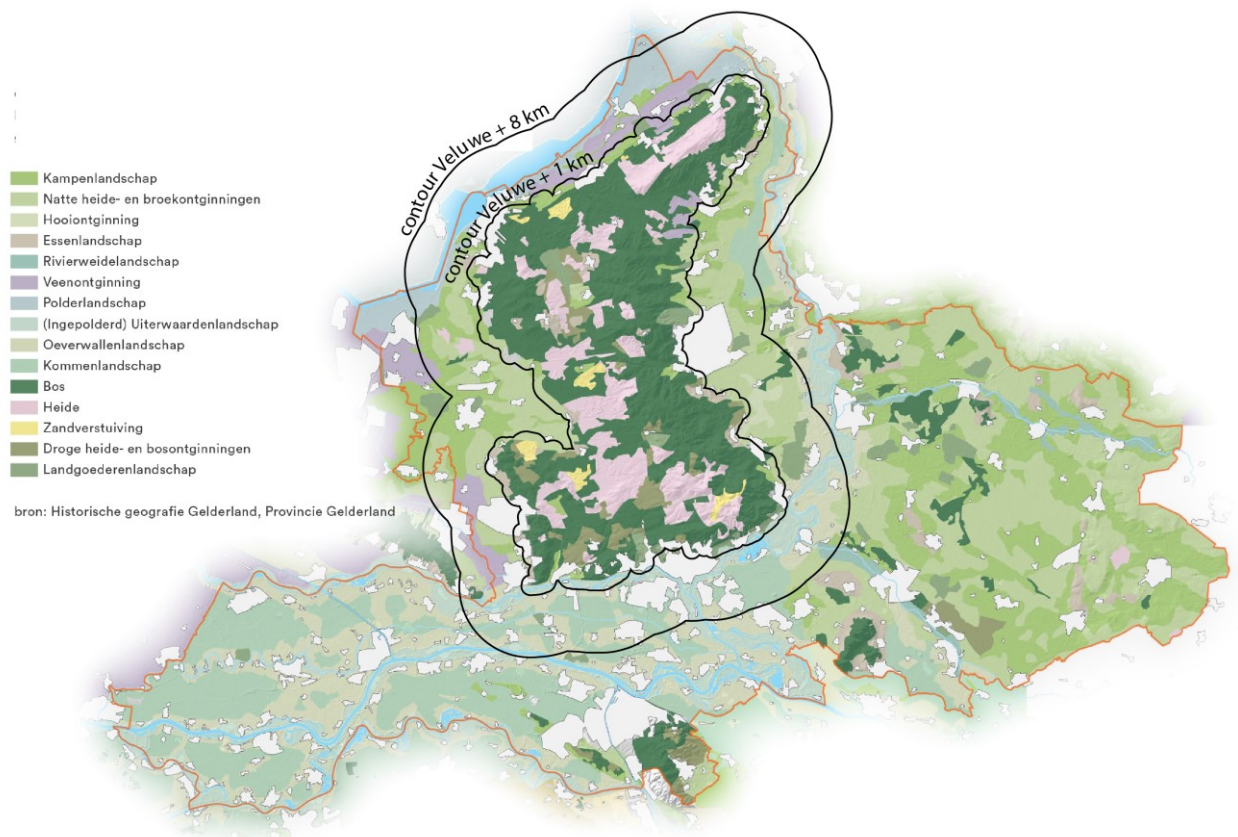 contour Veluwe + 8 km
contour Veluwe + 1 km
Kampenlandschap
Natte heide- en broekontginningen
Hooiontginning
Essenlandschap
Rivierweidelandschap
Veenontginning
Polderlandschap
(Ingepolderd) Uiterwaardenlandschap
Oeverwallenlandschap
Kommenlandschap
Bos
Heide
Zandverstuiving
Droge heide- en bosontginningen
Landgoederenlandschap
bron: Historische geografie Gelderland, Provincie Gelderland